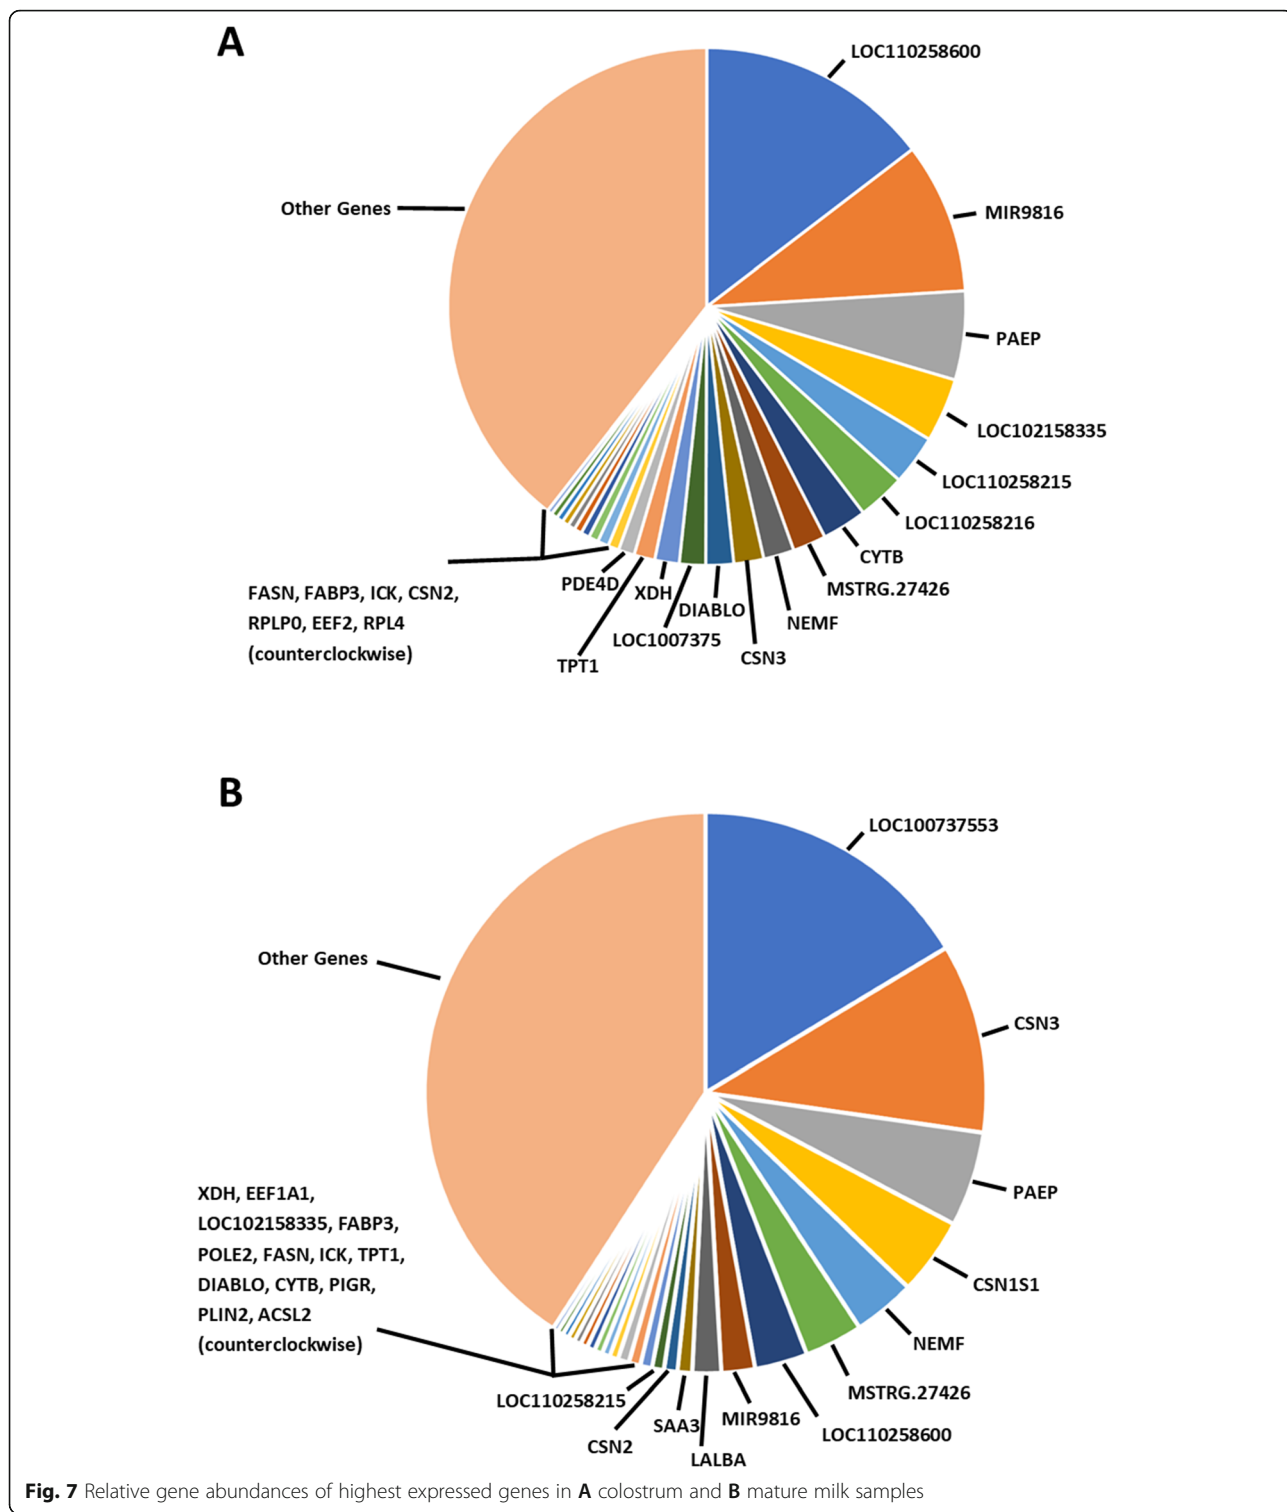 A
LOC110258600
Other Genes
MIR9816
PAEP
LOC102158335
LOC110258215
LOC110258216
CYTB
MSTRG.27426
NEMF
CSN3
DIABLO
LOC1007375
XDH
TPT1
PDE4D
FASN, FABP3, ICK, CSN2,
RPLP0, EEF2, RPL4
(counterclockwise)
B
LOC100737553
Other Genes
CSN3
PAEP
CSN1S1
NEMF
MSTRG.27426
LOC110258600
MIR9816
LALBA
SAA3
CSN2
LOC110258215
XDH, EEF1A1,
LOC102158335, FABP3,
POLE2, FASN, ICK, TPT1,
DIABLO, CYTB, PIGR,
PLIN2, ACSL2
(counterclockwise)
Fig. 7 Relative gene abundances of highest expressed genes in A colostrum and B mature milk samples